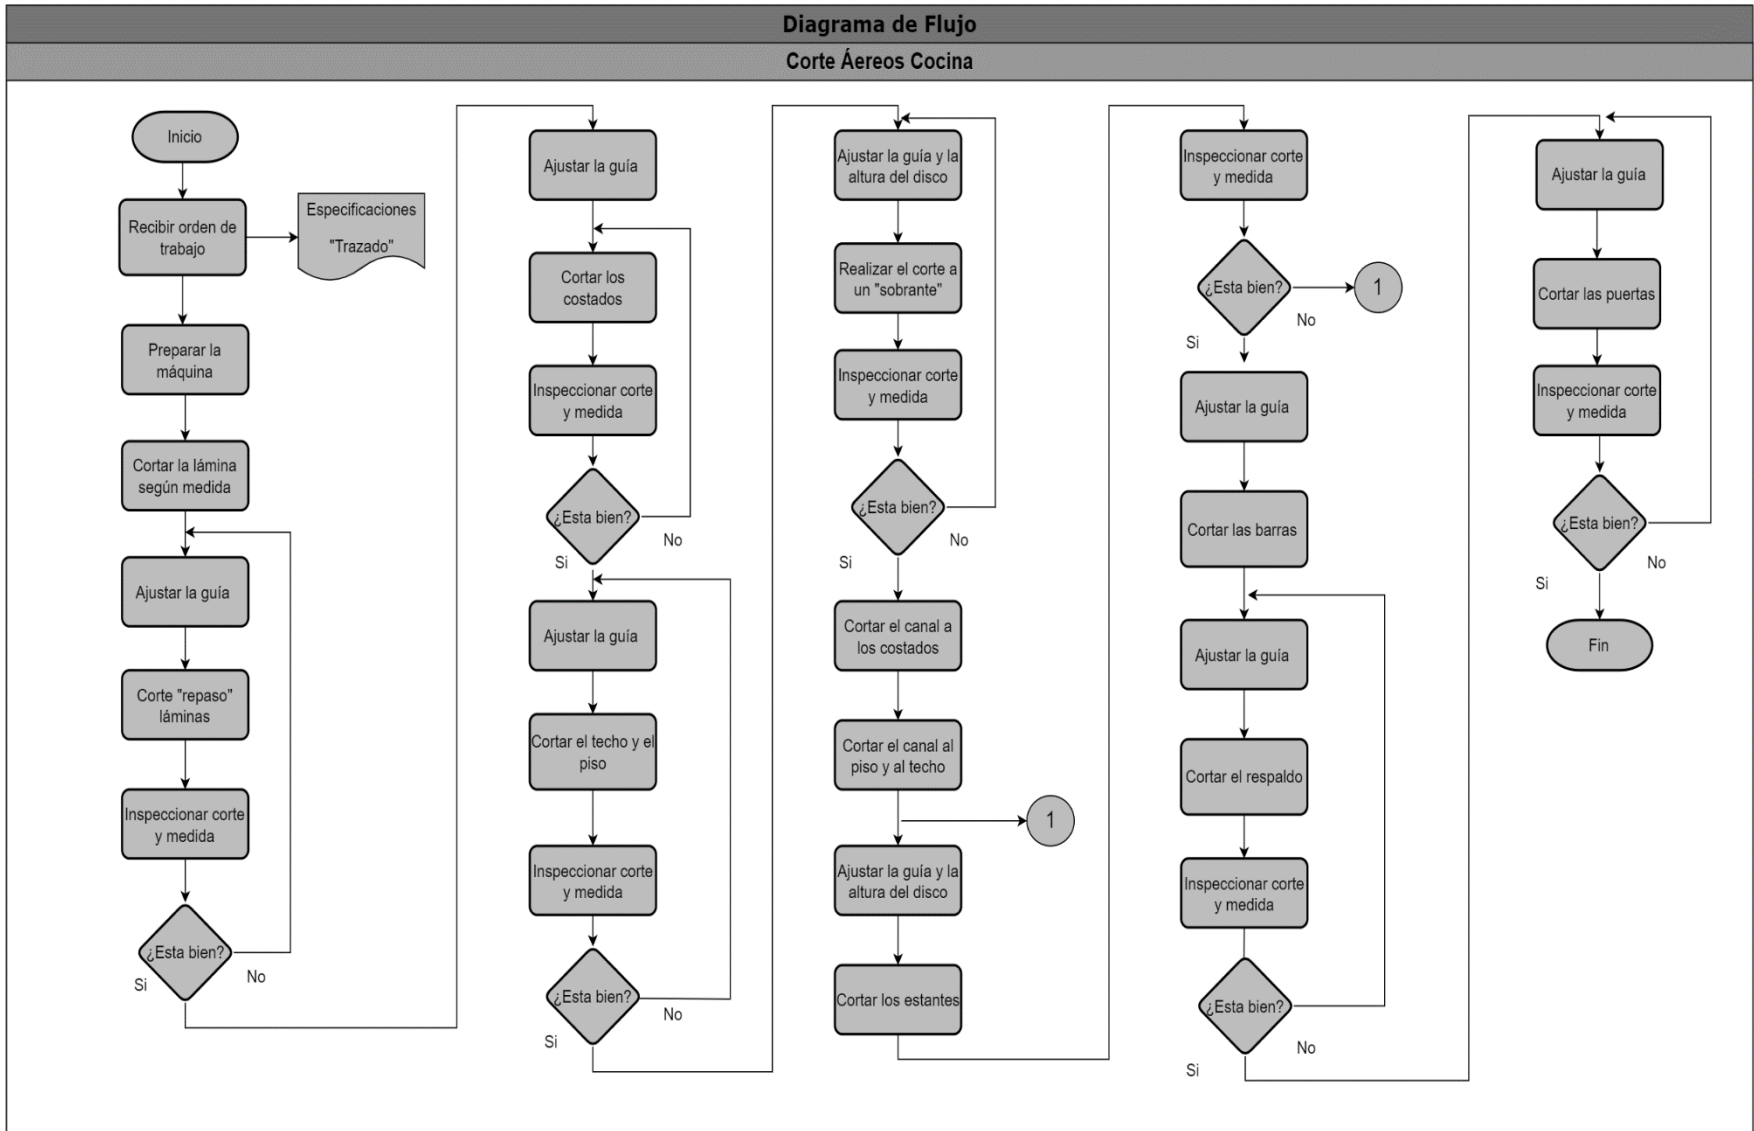 Diagrama de Flujo
Corte Áereos Cocina
Inicio
Recibir orden de
trabajo
Especificaciones
"Trazado"
Preparar la
máquina
Cortar la lámina
según medida
Ajustar la guía
Corte "repaso"
láminas
Inspeccionar corte
y medida
¿Esta bien?
Si
No
Ajustar la guía
Cortar los
costados
Inspeccionar corte
y medida
¿Esta bien?
No
Si
Ajustar la guía
Cortar el techo y el
piso
Inspeccionar corte
y medida
¿Esta bien?
No
Si
Ajustar la guía y la
altura del disco
Realizar el corte a
un "sobrante"
Inspeccionar corte
y medida
¿Esta bien?
No
Si
Cortar el canal a
los costados
Cortar el canal al
piso y al techo
1
Ajustar la guía y la
altura del disco
Cortar los estantes
Inspeccionar corte
y medida
¿Esta bien?
1
No
Si
Ajustar la guía
Cortar las barras
Ajustar la guía
Cortar el respaldo
Inspeccionar corte
y medida
¿Esta bien?
No
Si
Ajustar la guía
Cortar las puertas
Inspeccionar corte
y medida
¿Esta bien?
No
Si
Fin